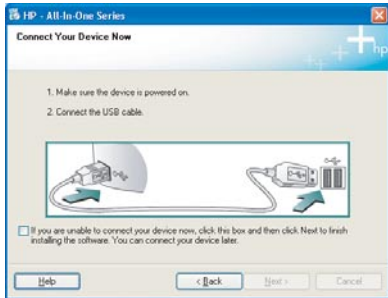 HP - All-In-One Series
Connect Your Device Now
hp
1. Make sure the device is powered on.
2. Connect the USB cable.
If you are unable to connect your device now, click this box and then click Next to finish
installing the software. You can connect your device later.
Help
< Back
Next >
Cancel